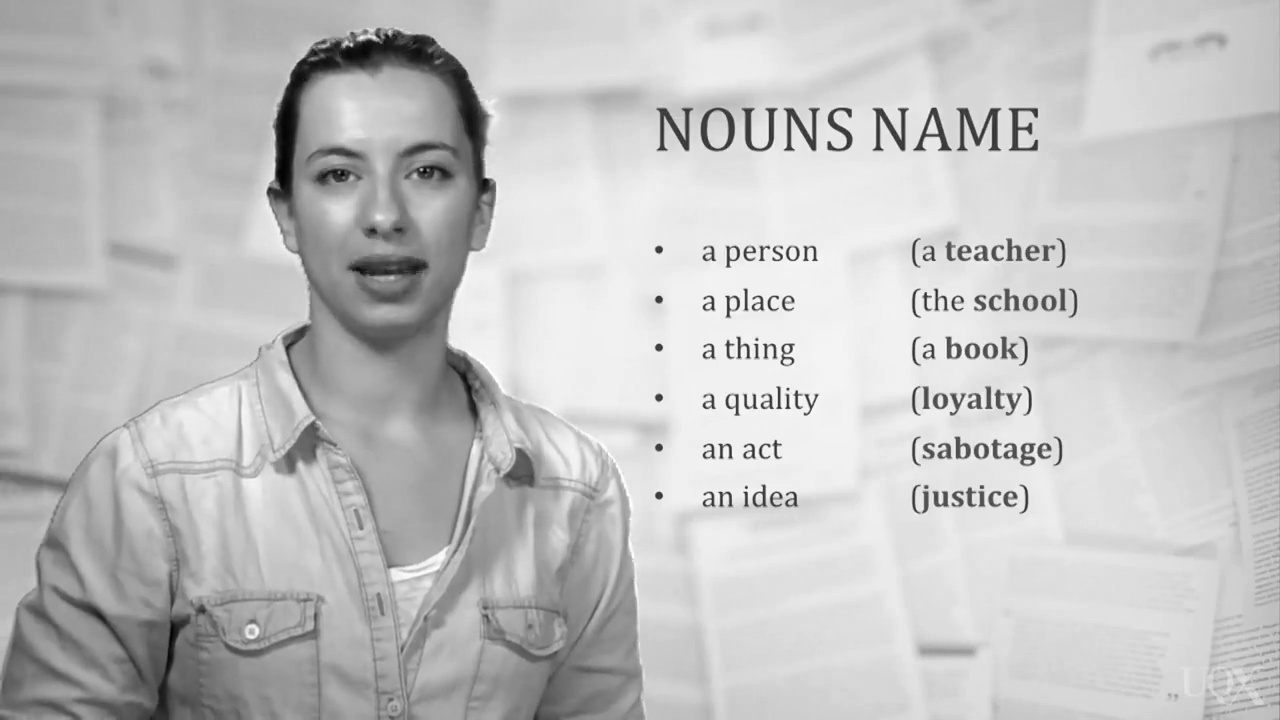 NOUNS NAME
• a person (a teacher)
• a place (the school)
• a thing (a book)
• a quality (loyalty)
• an act (sabotage)
• an idea (justice)
UQX